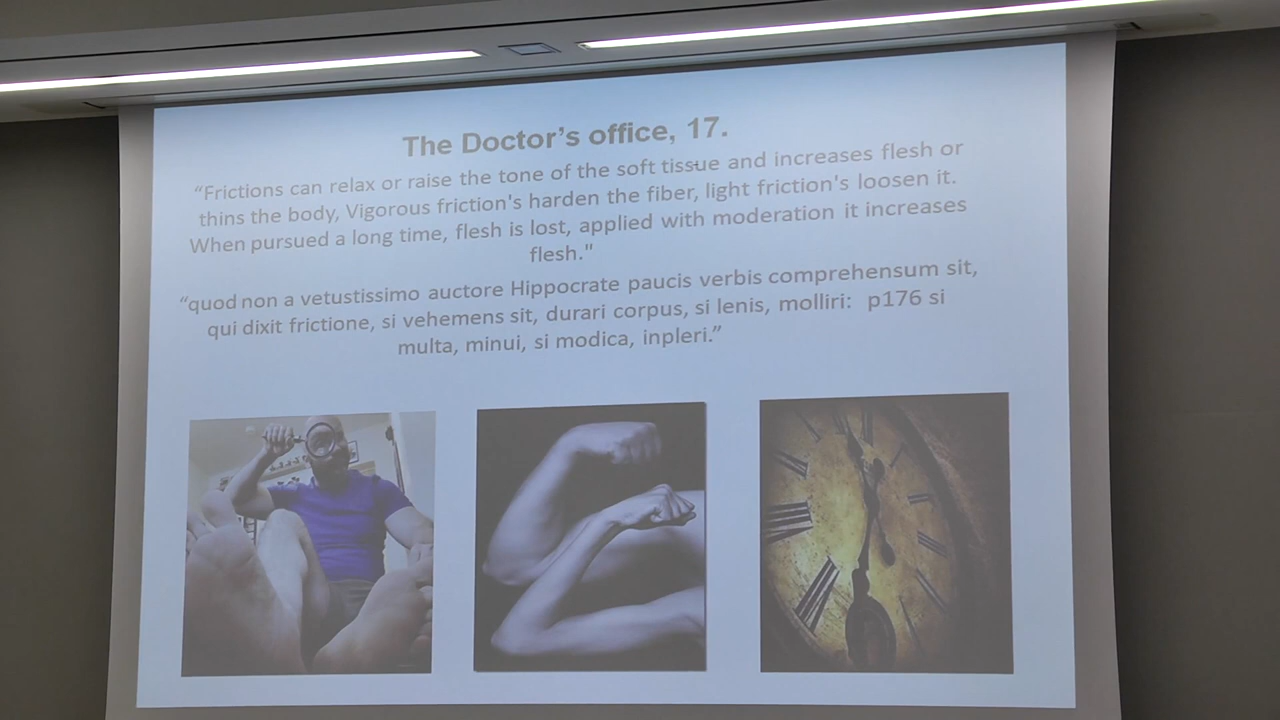 The Doctor's office, 17.
“Frictions can relax or raise the tone of the soft tissue and increases flesh or
thins the body, Vigorous friction's harden the fiber, light friction's loosen it.
When pursued a long time, flesh is lost, applied with moderation it increases
flesh."
“quod non a vetustissimo auctore Hippocrate paucis verbis comprehensum sit,
qui dixit frictione, si vehemens sit, durari corpus, si lenis, molliri:  p176 si
multa, minui, si modica, inpleri.”